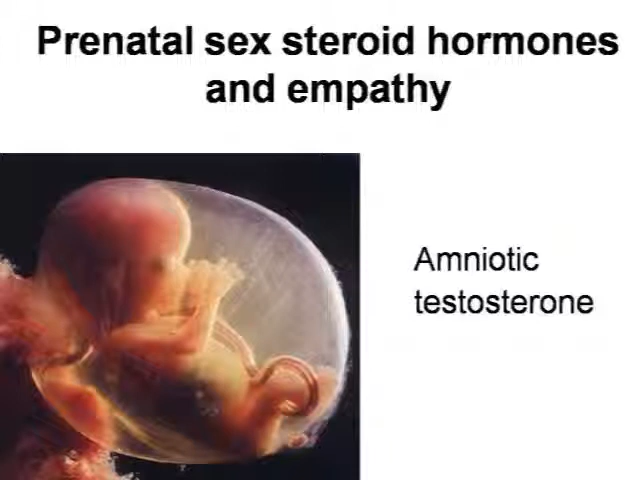 Prenatal sex steroid hormones
and empathy
Amniotic
testosterone